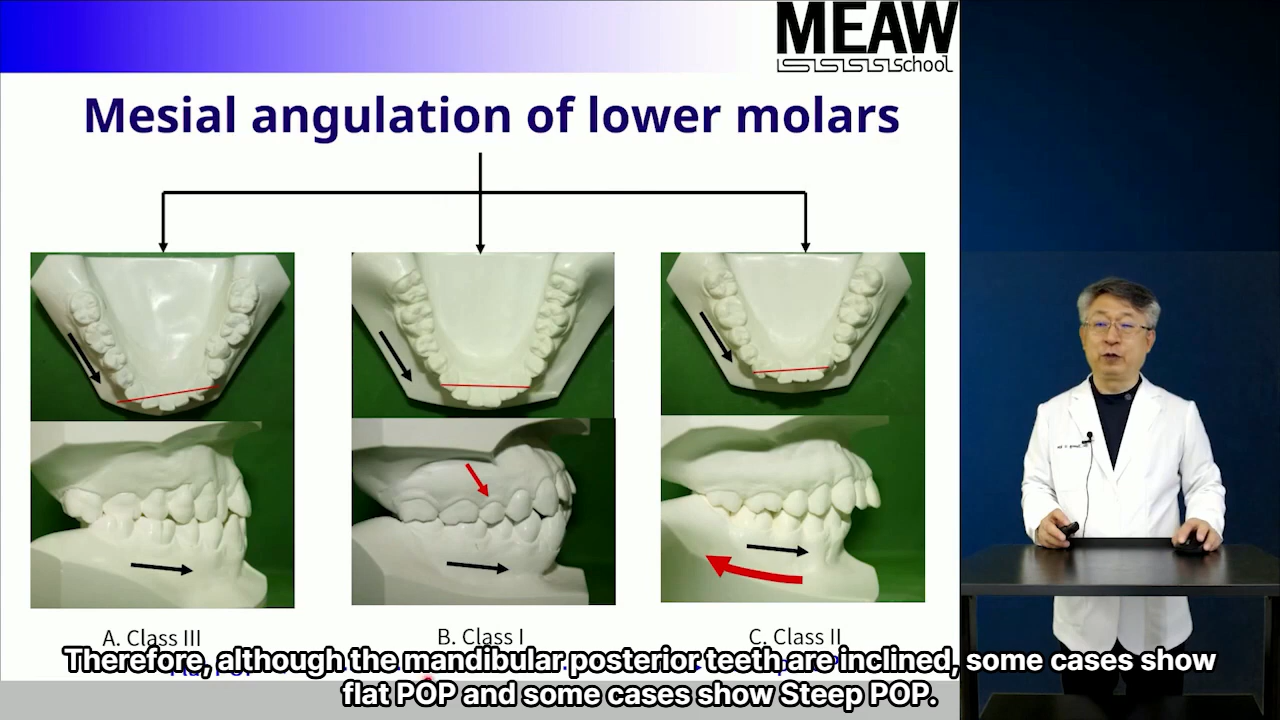 MEAW
school
Mesial angulation of lower molars
A. Class III
B. Class I
C. Class II
Therefore, although the mandibular posterior teeth are inclined, some cases show
flat POP and some cases show Steep POP.